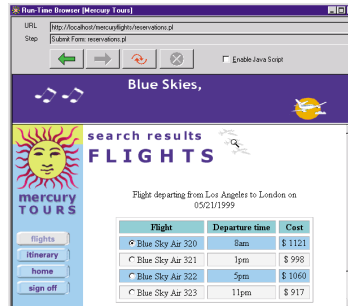 Run-Time Browser [Mercury Tours]
URL http://localhost/mercuryflights/reservations.pl
Step Submit Form: reservations.pl
Enable Java Script
Blue Skies,
search results
FLIGHTS
mercury
TOURS
flights
itinerary
home
sign off
Flight departing from Los Angeles to London on
05/21/1999
Flight Departure time Cost
Blue Sky Air 320 8am $ 1121
Blue Sky Air 321 1pm $ 998
Blue Sky Air 322 5pm $ 1060
Blue Sky Air 323 11pm $ 917